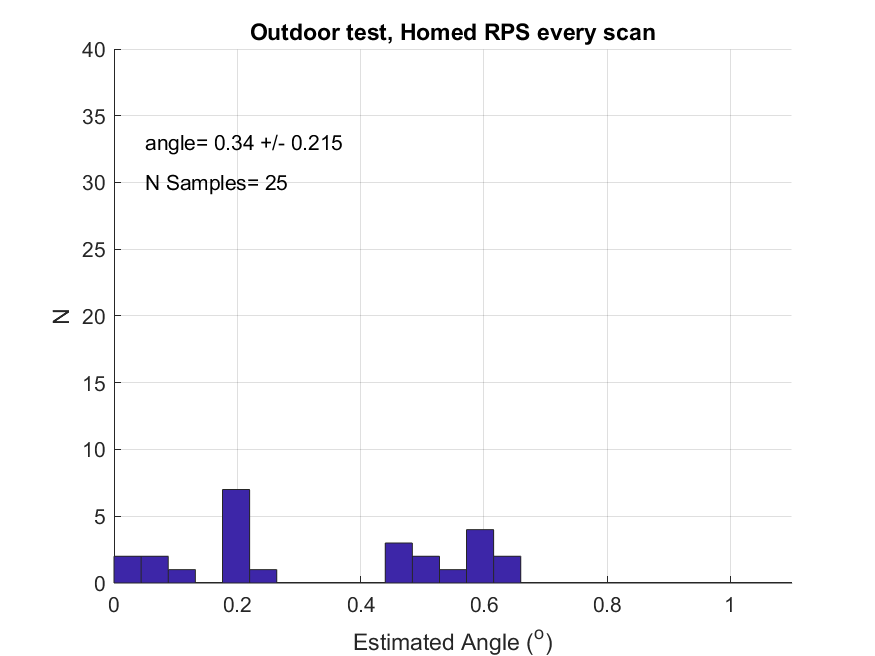 Outdoor test, Homed RPS every scan
40
35
30
25
20
15
10
5
0
N
angle= 0.34 +/- 0.215
N Samples= 25
0 0.2 0.4 0.6 0.8 1
Estimated Angle (o)